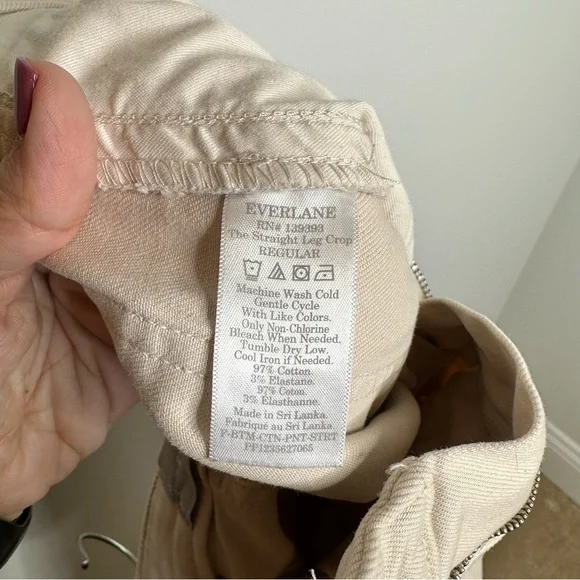 EVERLANE
RN# 139393
The Straight Leg Crop
REGULAR
Machine Wash Cold
Gentle Cycle
With Like Colors.
Only Non-Chlorine
Bleach When Needed.
Tumble Dry Low.
Cool Iron if Needed.
97% Cotton.
3% Elastane.
97% Coton.
3% Elasthanne.
Made in Sri Lanka.
Fabriqué au Sri Lanka.
F-BTM-CTN-PNT-STRT
PF1235627065